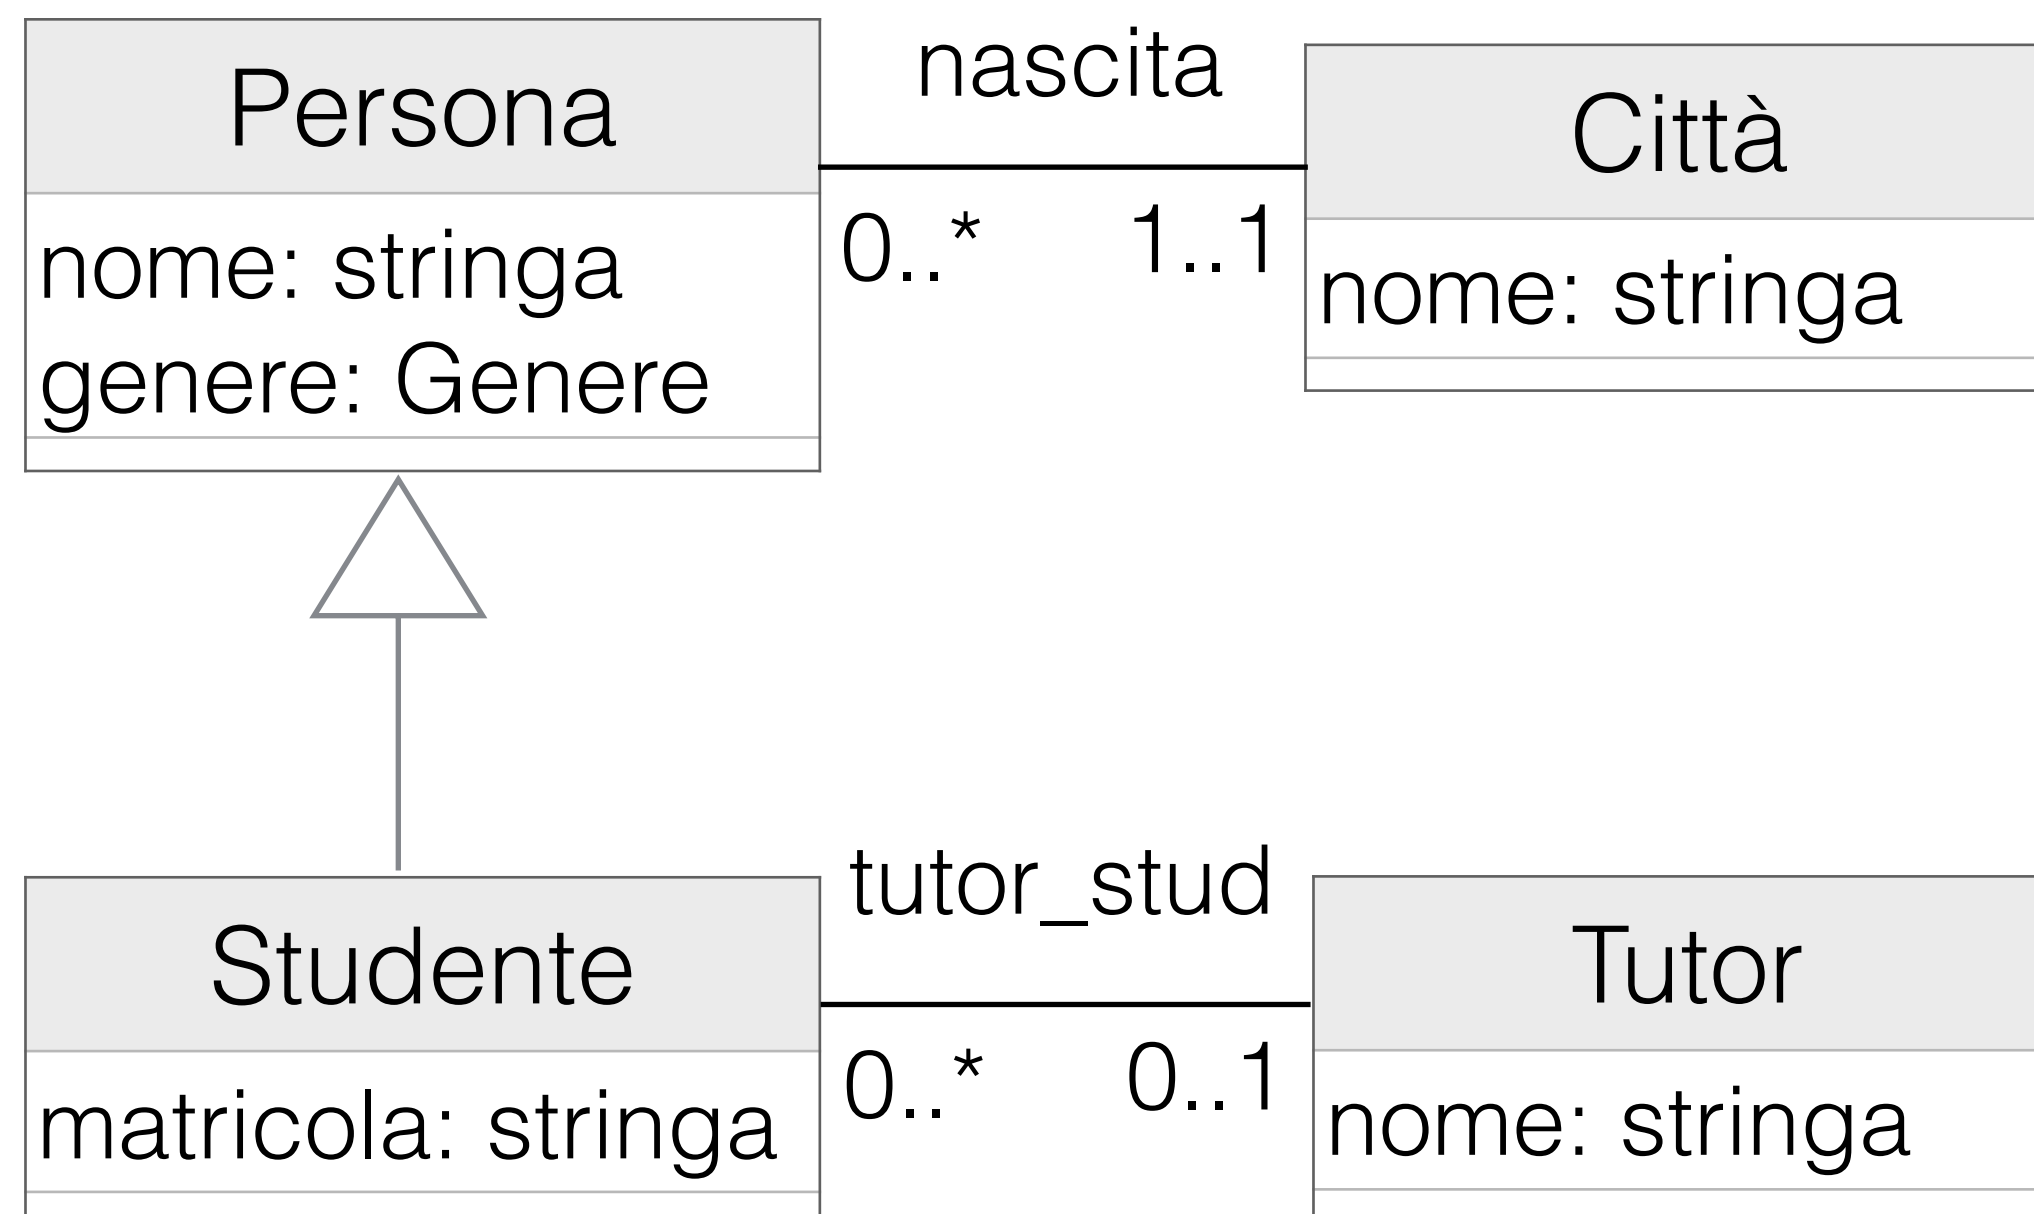 Persona
nascita
Città
nome: stringa
genere: Genere
0..*
1..1
nome: stringa
tutor_stud
Studente
Tutor
matricola: stringa
0..*
0..1
nome: stringa